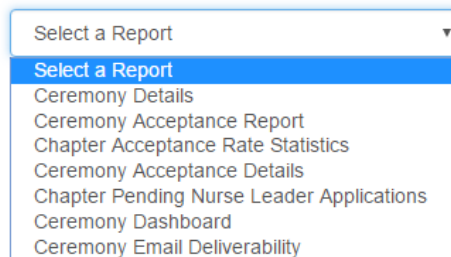 Select a Report
Select a Report
Ceremony Details
Ceremony Acceptance Report
Chapter Acceptance Rate Statistics
Ceremony Acceptance Details
Chapter Pending Nurse Leader Applications
Ceremony Dashboard
Ceremony Email Deliverability